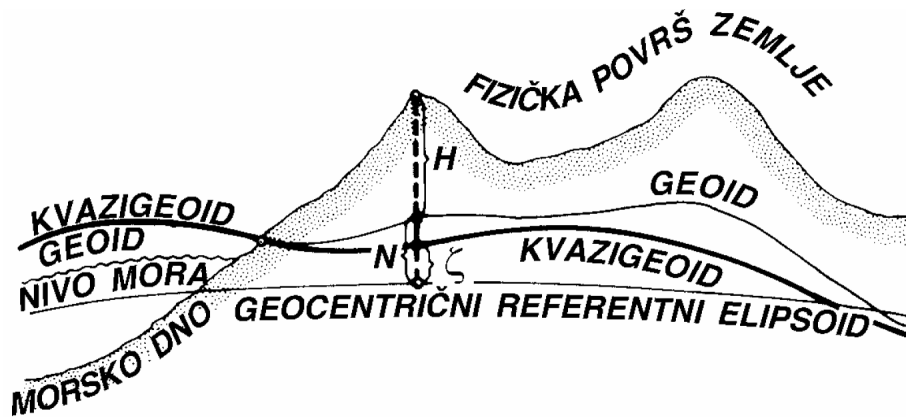 FIZIČKA POVRŠ ZEMLJE
H
GEOID
KVAZIGEOID
GEOID
N
ζ
KVAZIGEOID
NIVO MORA
GEOCENTRIČNI REFERENTNI ELIPSOID
MORSKO DNO